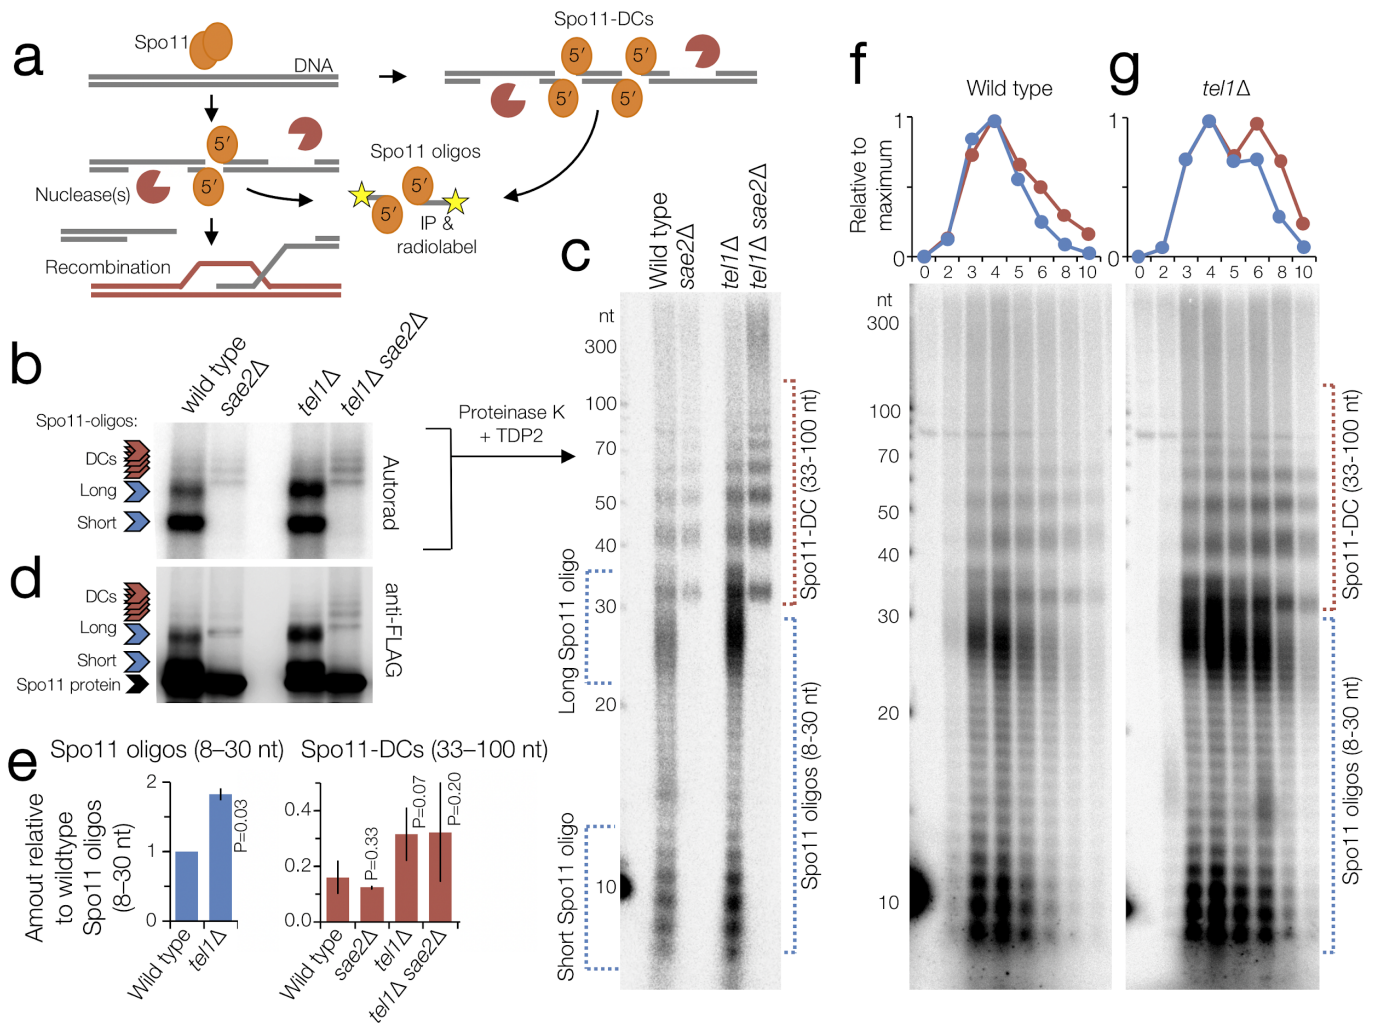 a
Spo11
DNA
Spo11-DCs
5′
5′
5′
5′
5′
5′
Nuclease(s)
Spo11 oligos
5′
5′
IP &
radiolabel
Recombination
b
wild type
sae2Δ
tel1Δ
tel1Δ sae2Δ
Spo11-oligos:
DCs
Long
Short
Autorad
Proteinase K
+ TDP2
d
DCs
Long
Short
Spo11 protein
anti-FLAG
c
Wild type
sae2Δ
tel1Δ
tel1Δ sae2Δ
nt
300
100
70
50
40
30
20
10
Long Spo11 oligo
Short Spo11 oligo
Spo11-DC (33-100 nt)
Spo11 oligos (8-30 nt)
e
Spo11 oligos (8–30 nt)
Amout relative
to wildtype
Spo11 oligos
(8–30 nt)
2
1
0
P=0.03
Wild type
tel1Δ
Spo11-DCs (33–100 nt)
0.4
0.2
0.0
P=0.33
P=0.07
P=0.20
Wild type
sae2Δ
tel1Δ
tel1Δ sae2Δ
f
Wild type
Relative to
maximum
1
0
0 2 3 4 5 6 8 10
nt
300
100
70
50
40
30
20
10
g
tel1Δ
1
0
0 2 3 4 5 6 8 10
Spo11-DC (33-100 nt)
Spo11 oligos (8-30 nt)